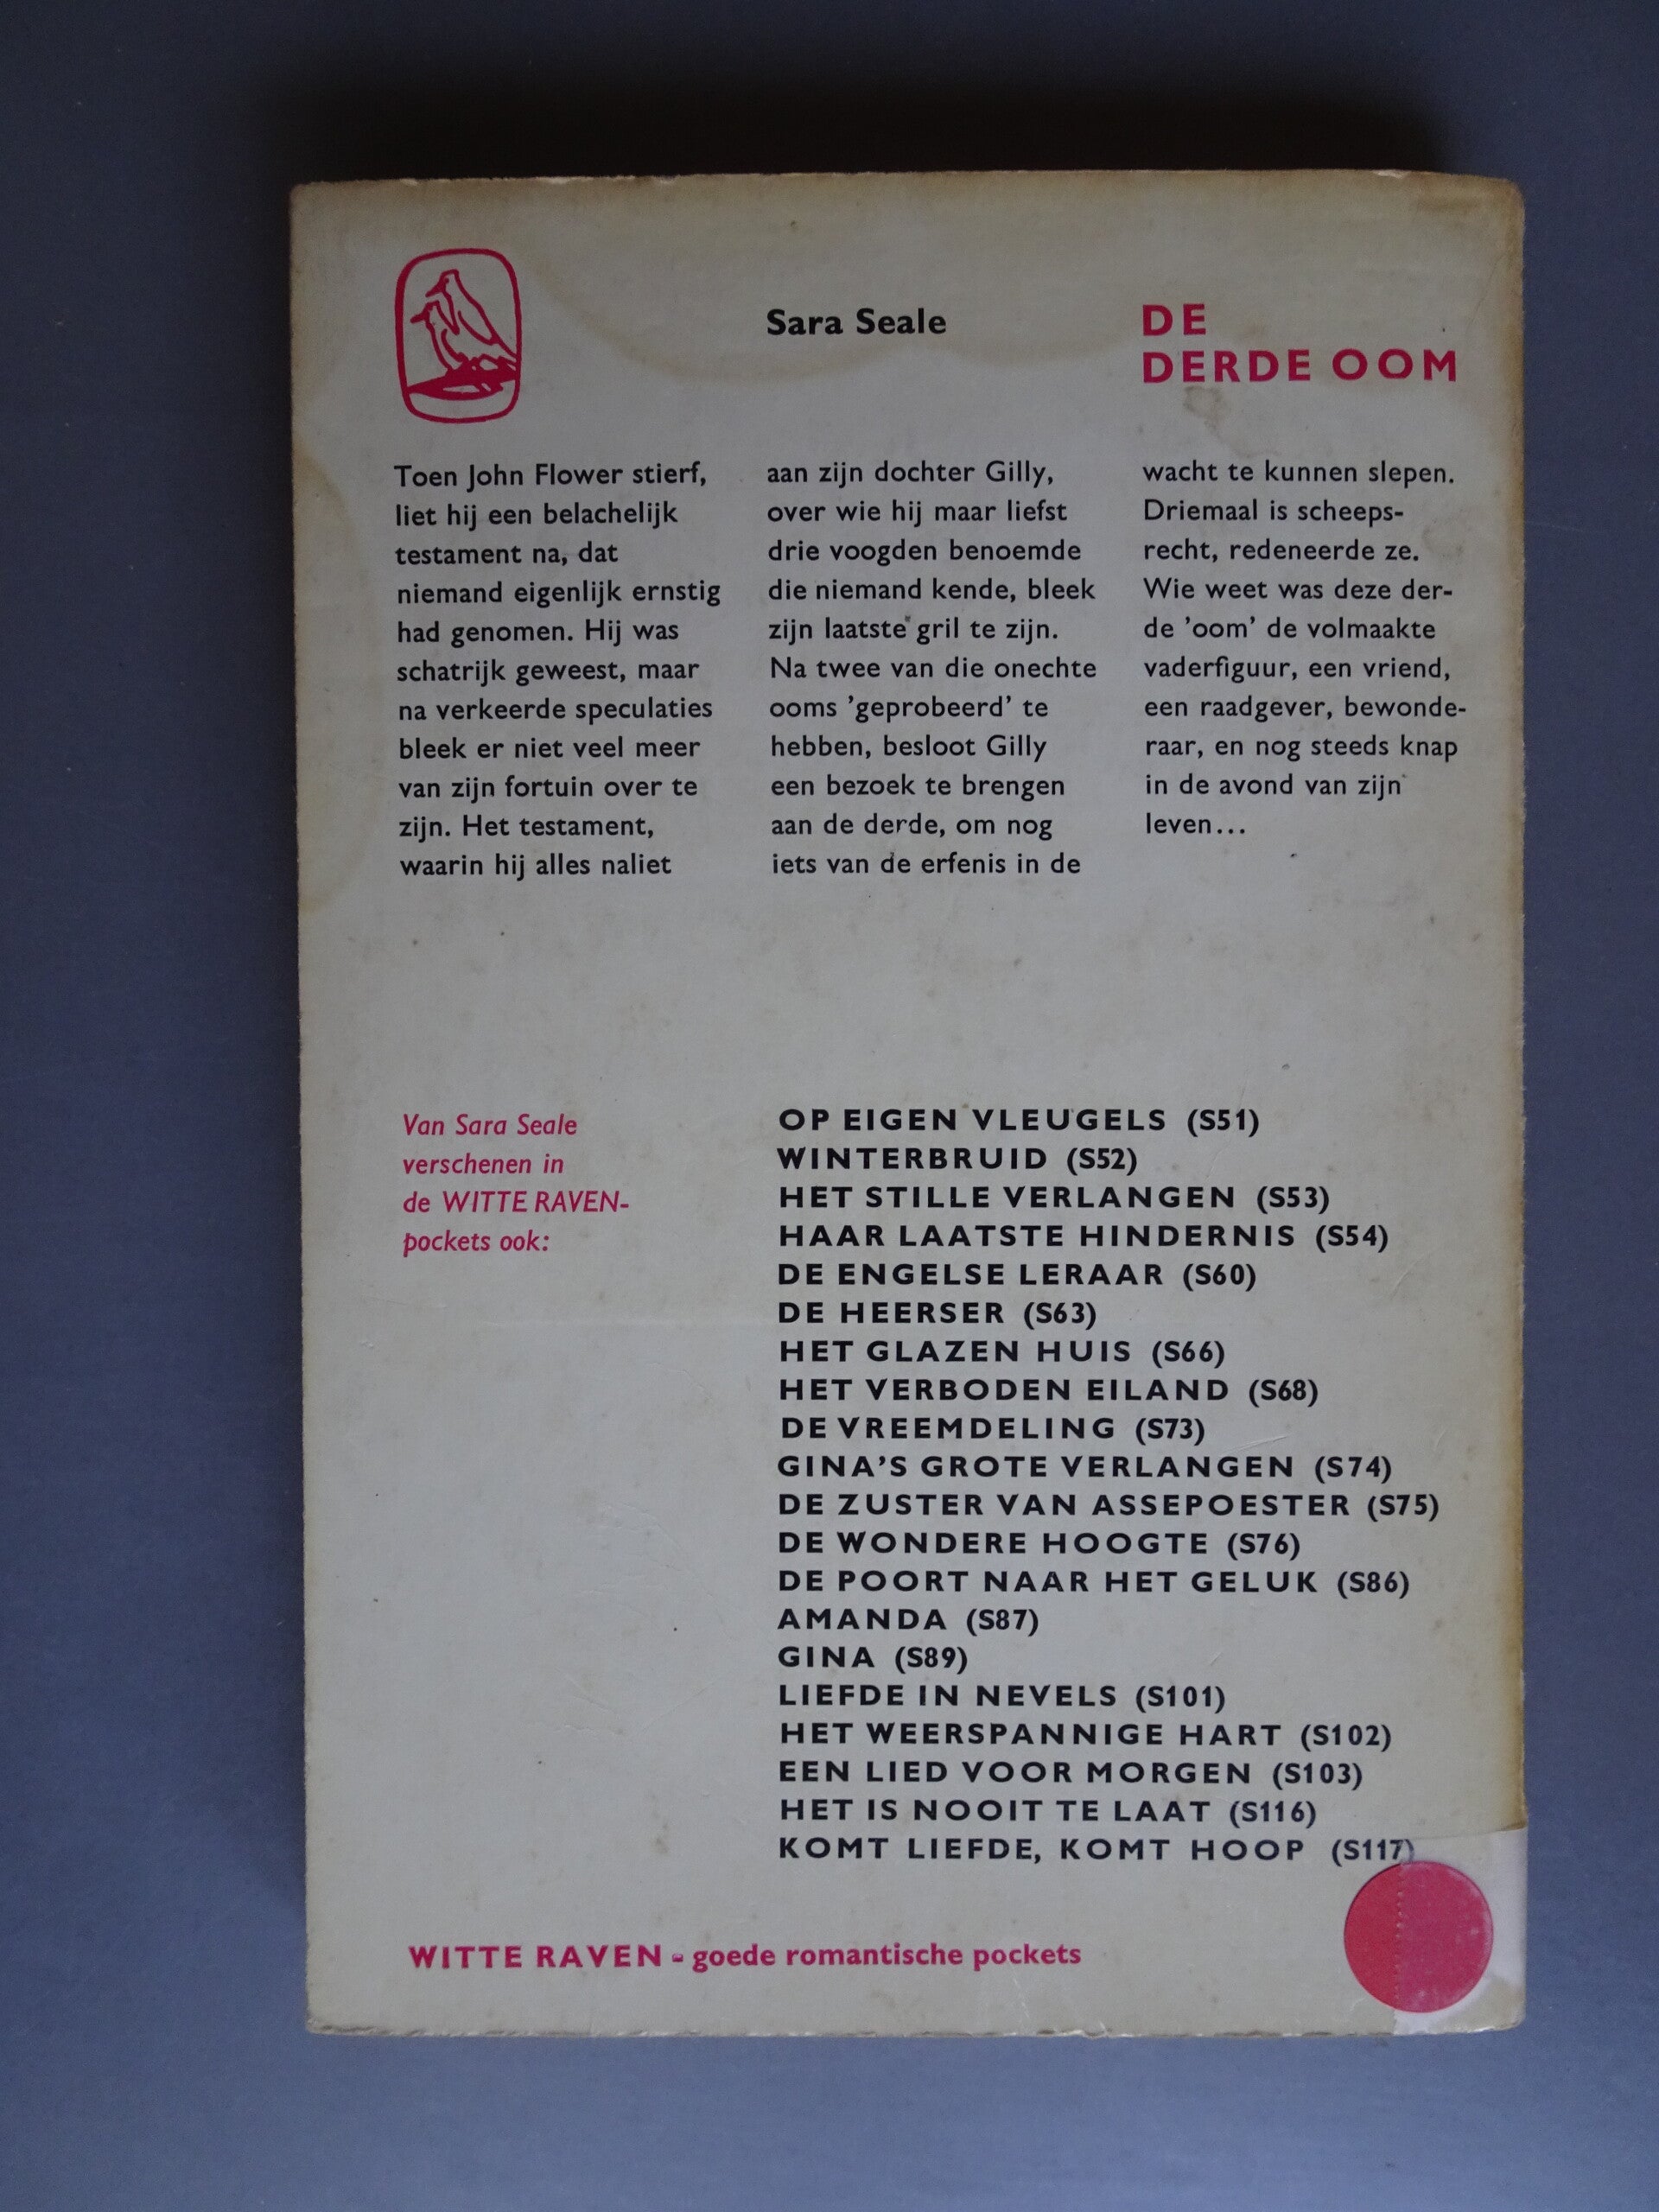 Sara Seale
DE
DERDE OOM
Toen John Flower stierf,
liet hij een belachelijk
testament na, dat
niemand eigenlijk ernstig
had genomen. Hij was
schatrijk geweest, maar
na verkeerde speculaties
bleek er niet veel meer
van zijn fortuin over te
zijn. Het testament,
waarin hij alles naliet
aan zijn dochter Gilly,
over wie hij maar liefst
drie voogden benoemde
die niemand kende, bleek
zijn laatste gril te zijn.
Na twee van die onechte
ooms 'geprobeerd' te
hebben, besloot Gilly
een bezoek te brengen
aan de derde, om nog
iets van de erfenis in de
wacht te kunnen slepen.
Driemaal is scheeps-
recht, redeneerde ze.
Wie weet was deze der-
de 'oom' de volmaakte
vaderfiguur, een vriend,
een raadgever, bewonde-
raar, en nog steeds knap
in de avond van zijn
leven...
Van Sara Seale
verschenen in
de WITTE RAVEN-
pockets ook:
OP EIGEN VLEUGELS (S51)
WINTERBRUID (S52)
HET STILLE VERLANGEN (S53)
HAAR LAATSTE HINDERNIS (S54)
DE ENGELSE LERAAR (S60)
DE HEERSER (S63)
HET GLAZEN HUIS (S66)
HET VERBODEN EILAND (S68)
DE VREEMDELING (S73)
GINA'S GROTE VERLANGEN (S74)
DE ZUSTER VAN ASSEPOESTER (S75)
DE WONDERE HOOGTE (S76)
DE POORT NAAR HET GELUK (S86)
AMANDA (S87)
GINA (S89)
LIEFDE IN NEVELS (S101)
HET WEERSPANNIGE HART (S102)
EEN LIED VOOR MORGEN (S103)
HET IS NOOIT TE LAAT (S116)
KOMT LIEFDE, KOMT HOOP (S117)
WITTE RAVEN - goede romantische pockets